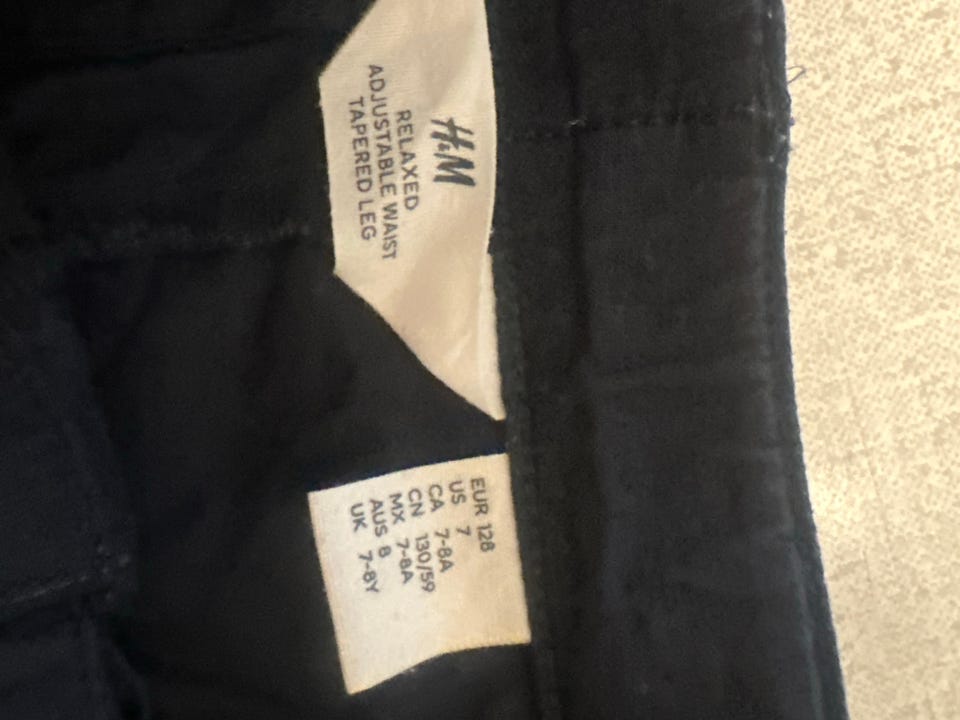 H&M
RELAXED
ADJUSTABLE WAIST
TAPERED LEG
EUR 128
US 7
CA 7-8A
CN 130/59
MX 7-8A
AUS 8
UK 7-8Y